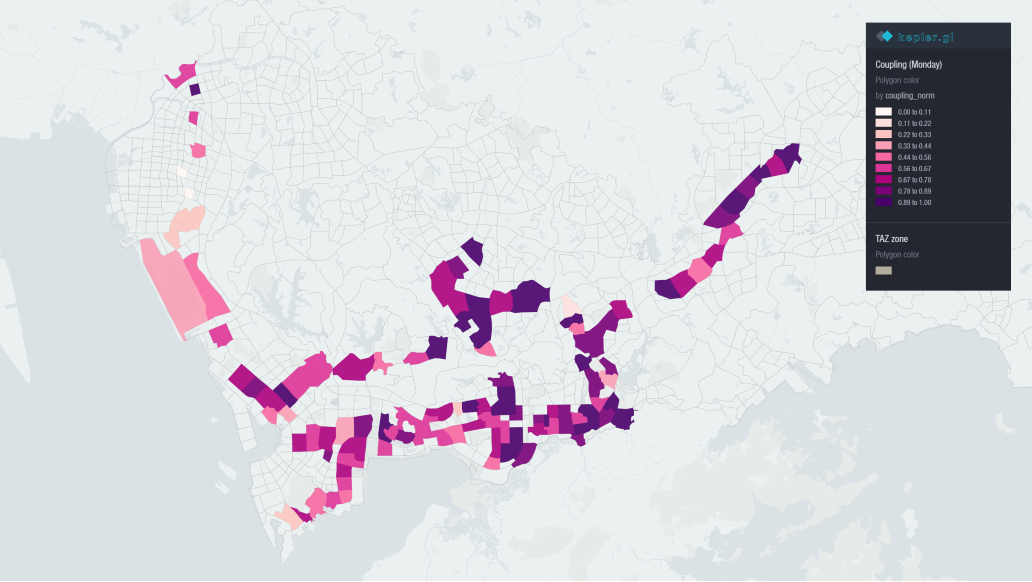 kepler.gl
Coupling (Monday)
Polygon color
by coupling_norm
0.00 to 0.11
0.11 to 0.22
0.22 to 0.33
0.33 to 0.44
0.44 to 0.56
0.56 to 0.67
0.67 to 0.78
0.78 to 0.89
0.89 to 1.00
TAZ zone
Polygon color